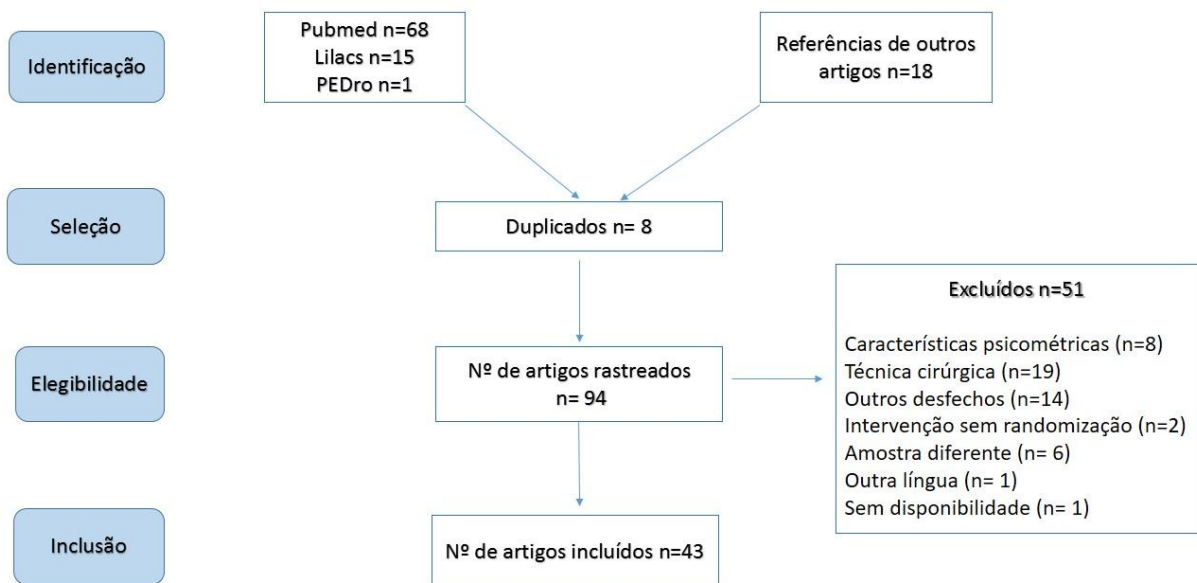 Identificação
Pubmed n=68
Lilacs n=15
PEDro n=1
Referências de outros
artigos n=18
Seleção
Duplicados n= 8
Elegibilidade
Nº de artigos rastreados
n= 94
Excluídos n=51
Características psicométricas (n=8)
Técnica cirúrgica (n=19)
Outros desfechos (n=14)
Intervenção sem randomização (n=2)
Amostra diferente (n= 6)
Outra língua (n= 1)
Sem disponibilidade (n= 1)
Inclusão
Nº de artigos incluídos n=43